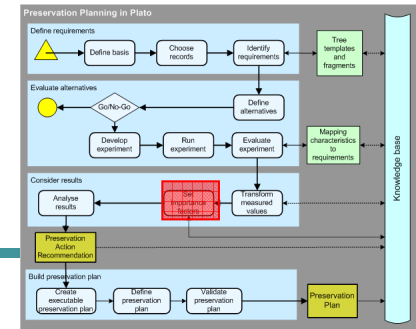 Preservation Planning in Plato
Define requirements
Define basis
Choose
records
Identify
requirements
Tree
templates
and
fragments
Evaluate alternatives
Go/No-Go
Define
alternatives
Develop
experiment
Run
experiment
Evaluate
experiment
Mapping
characteristics
to
requirements
Knowledge base
Consider results
Analyse
results
Set
importance
factors
Transform
measured
values
Preservation
Action
Recommendation
Build preservation plan
Create
executable
preservation plan
Define
preservation
plan
Validate
preservation
plan
Preservation
Plan